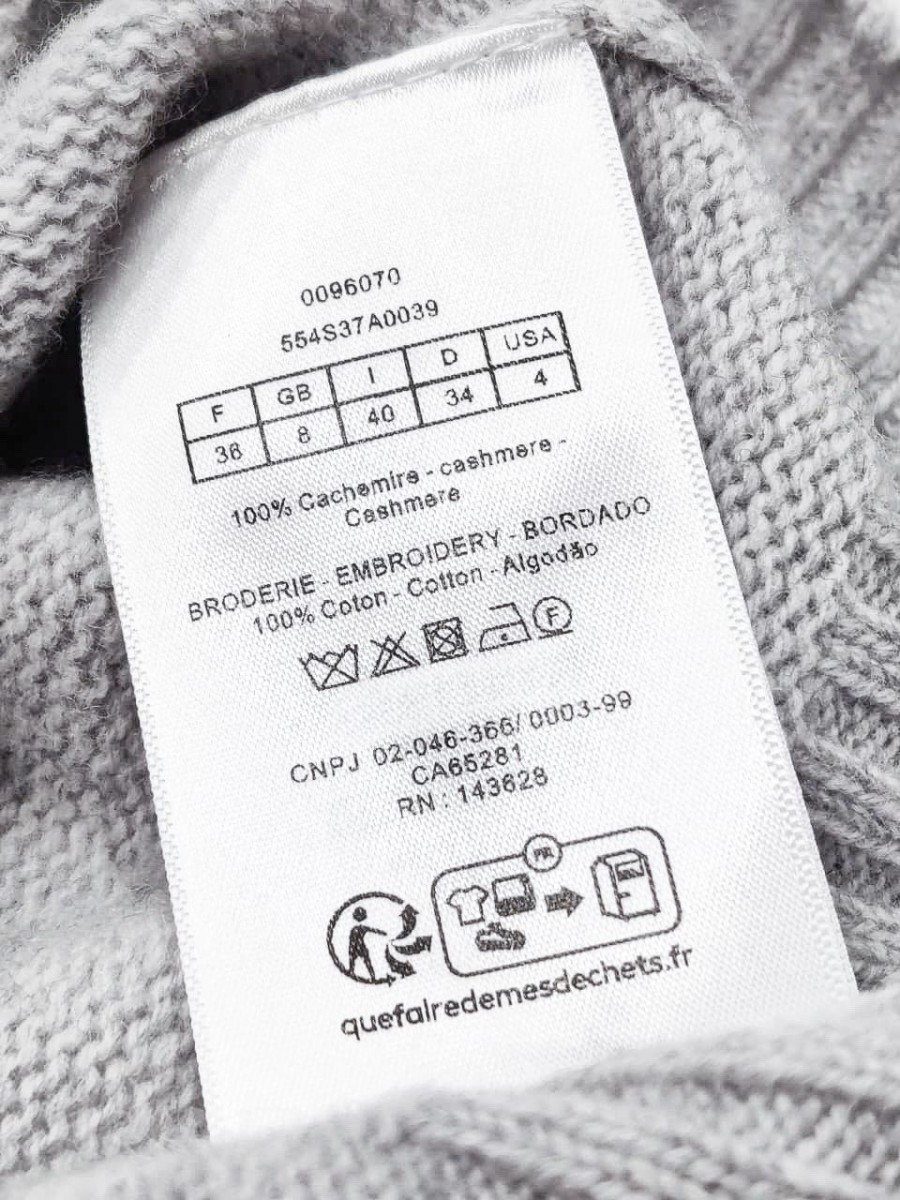 0096070
554S37A0039
F GB I D USA
36 8 40 34 4
100% Cachemire - cashmere -
Cashmere
BRODERIE - EMBROIDERY - BORDADO
100% Coton - Cotton - Algodão
F
CNPJ 02-046-366/ 0003-99
CA65281
RN : 143628
FR
quefairedemesdechets.fr